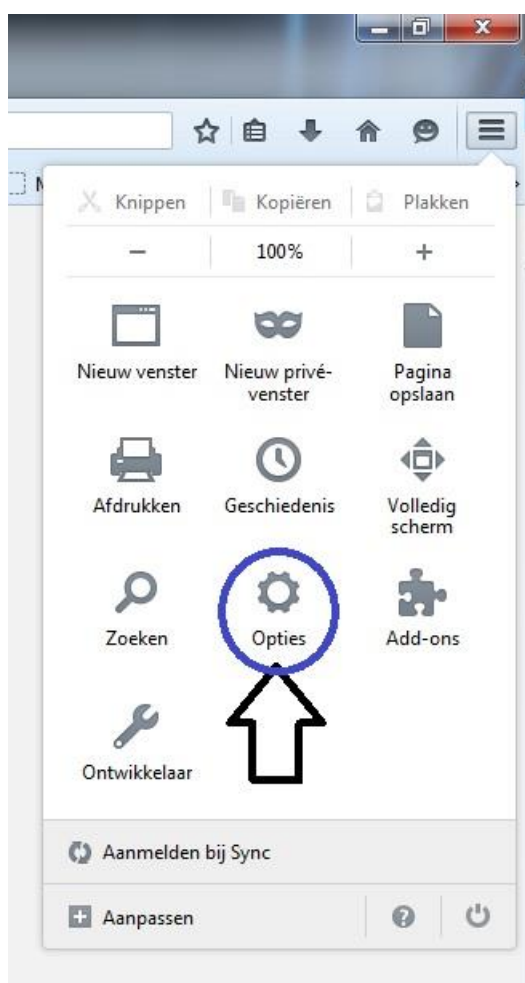 N
Knippen Kopiëren Plakken
− 100% +
Nieuw venster Nieuw privé- Pagina
venster opslaan
Afdrukken Geschiedenis Volledig
scherm
Zoeken Opties Add-ons
Ontwikkelaar
Aanmelden bij Sync
Aanpassen